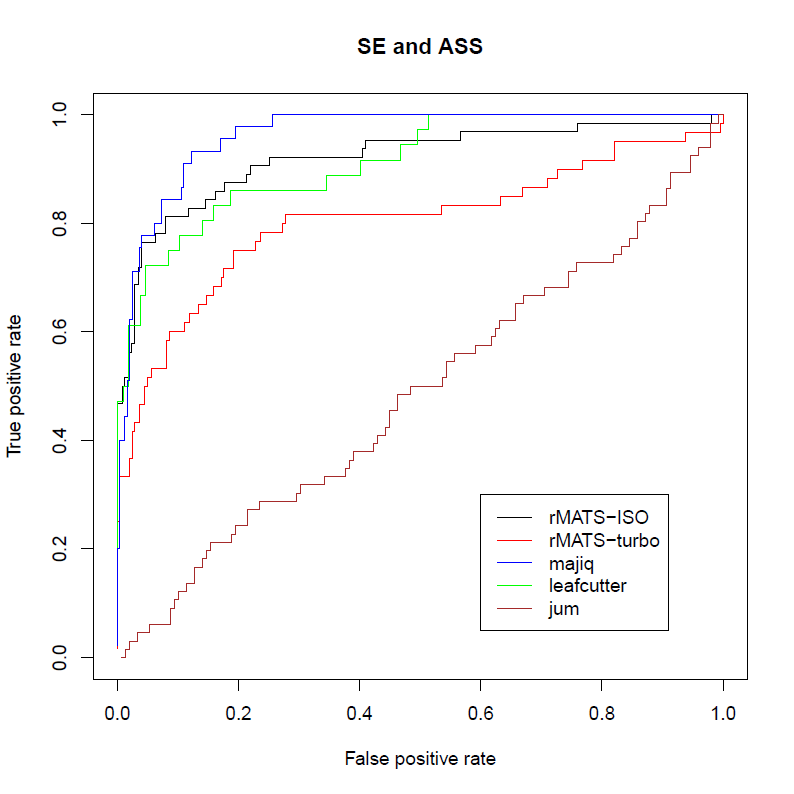 SE and ASS
True positive rate
1.0
0.8
0.6
0.4
0.2
0.0
rMATS−ISO
rMATS−turbo
majiq
leafcutter
jum
0.0 0.2 0.4 0.6 0.8 1.0
False positive rate